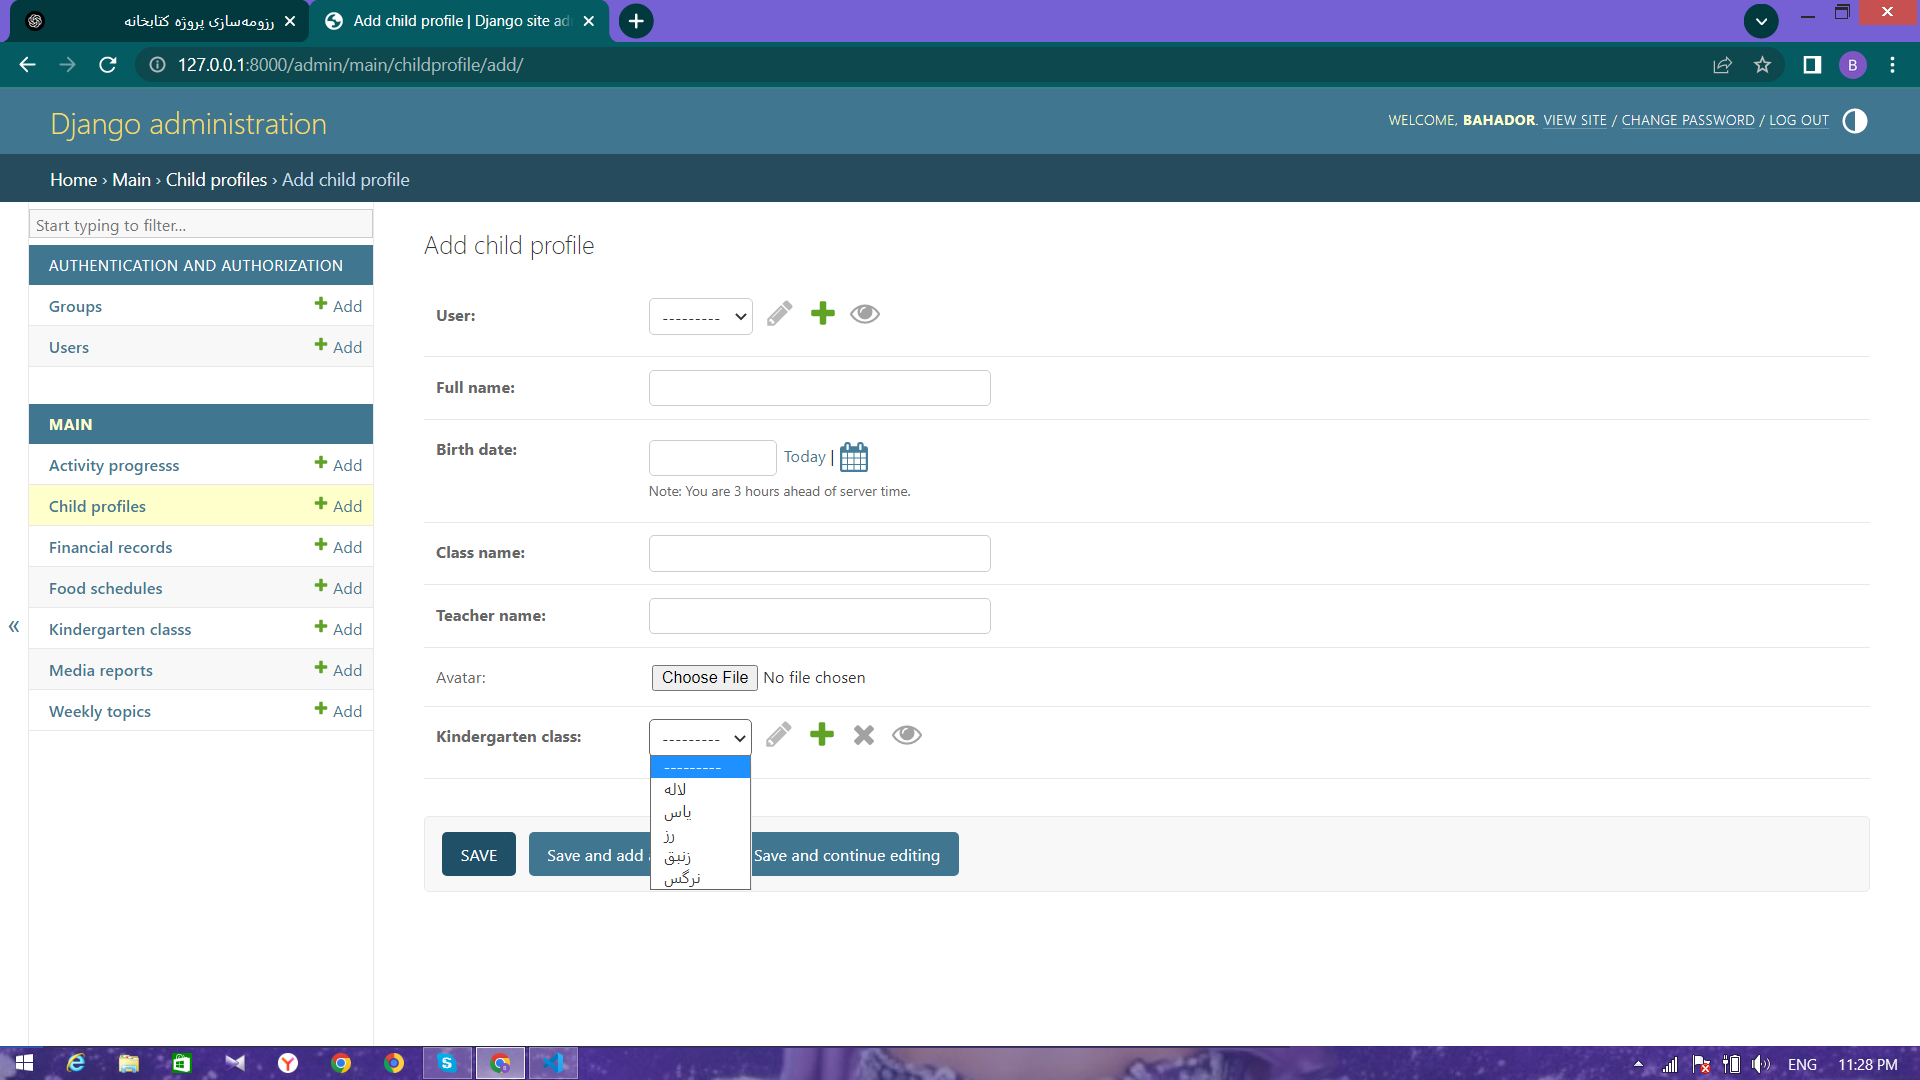 رزومه‌سازی پروژه کتابخانه
Add child profile | Django site ad
127.0.0.1:8000/admin/main/childprofile/add/
B
Django administration
WELCOME, BAHADOR. VIEW SITE / CHANGE PASSWORD / LOG OUT
Home › Main › Child profiles › Add child profile
Start typing to filter...
AUTHENTICATION AND AUTHORIZATION
Groups Add
Users Add
MAIN
Activity progresss Add
Child profiles Add
Financial records Add
Food schedules Add
Kindergarten classs Add
Media reports Add
Weekly topics Add
«
Add child profile
User: ---------
Full name:
Birth date: Today |
Note: You are 3 hours ahead of server time.
Class name:
Teacher name:
Avatar: Choose File No file chosen
Kindergarten class: ---------
---------
لاله
یاس
رز
زنبق
نرگس
SAVE Save and add Save and continue editing
ENG 11:28 PM